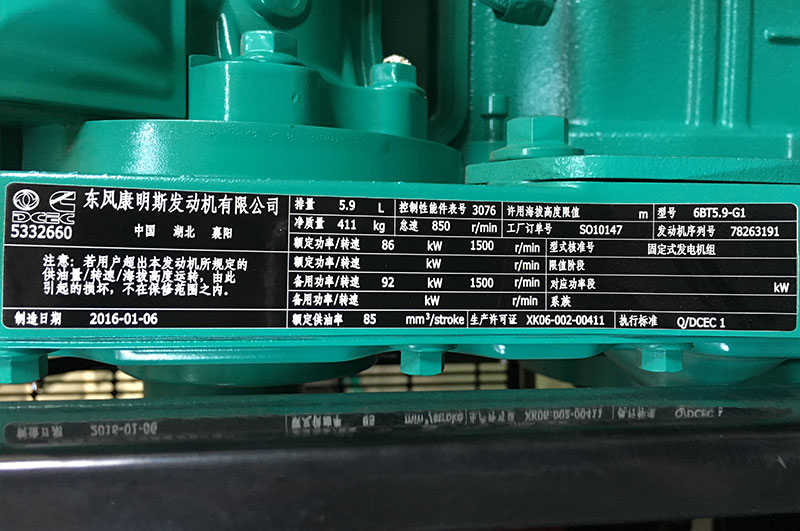 DCEC
5332660
东风康明斯发动机有限公司
中国 湖北 襄阳
注意：若用户超出本发动机所规定的
供油量/转速/海拔高度运转，由此
引起的损坏，不在保修范围之内。
制造日期 2016-01-06
排量 5.9 L 控制性能件表号 3076 许用海拔高度限值 m 型号 6BT5.9-G1
净质量 411 kg 怠速 850 r/min 工厂订单号 SO10147 发动机序列号 78263191
额定功率/转速 86 kW 1500 r/min 型式核准号 固定式发电机组
额定功率/转速 kW r/min 限值阶段
备用功率/转速 92 kW 1500 r/min 对应功率段 kW
备用功率/转速 kW r/min 系族
额定供油率 85 mm³/stroke 生产许可证 XK06-002-00411 执行标准 Q/DCEC 1